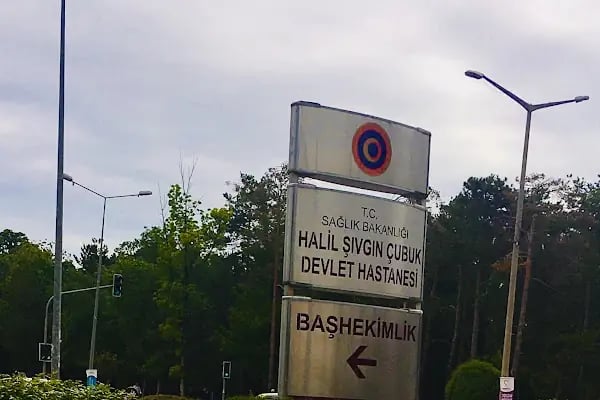 T.C.
SAĞLIK BAKANLIĞI
HALİL ŞIVGIN ÇUBUK
DEVLET HASTANESİ
BAŞHEKİMLİK